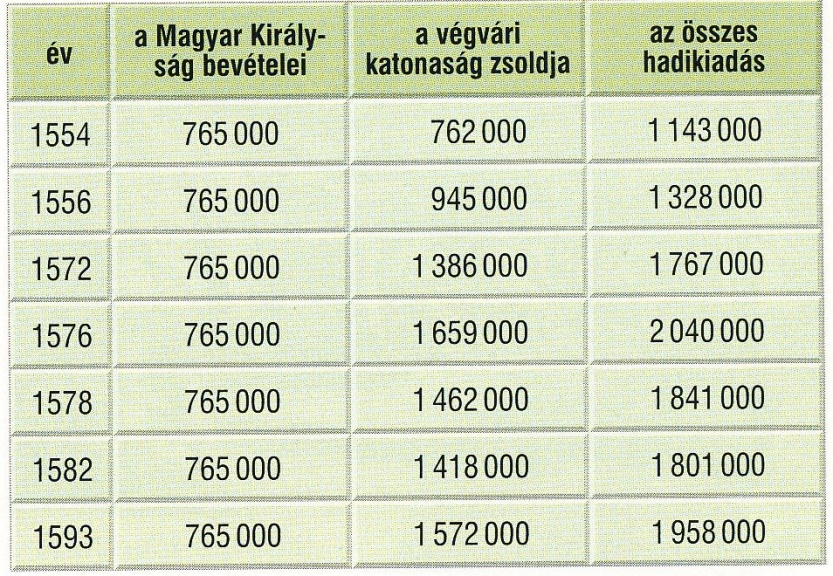 év
a Magyar Király-
ság bevételei
a végvári
katonaság zsoldja
az összes
hadikiadás
1554 765 000 762 000 1 143 000
1556 765 000 945 000 1 328 000
1572 765 000 1 386 000 1 767 000
1576 765 000 1 659 000 2 040 000
1578 765 000 1 462 000 1 841 000
1582 765 000 1 418 000 1 801 000
1593 765 000 1 572 000 1 958 000